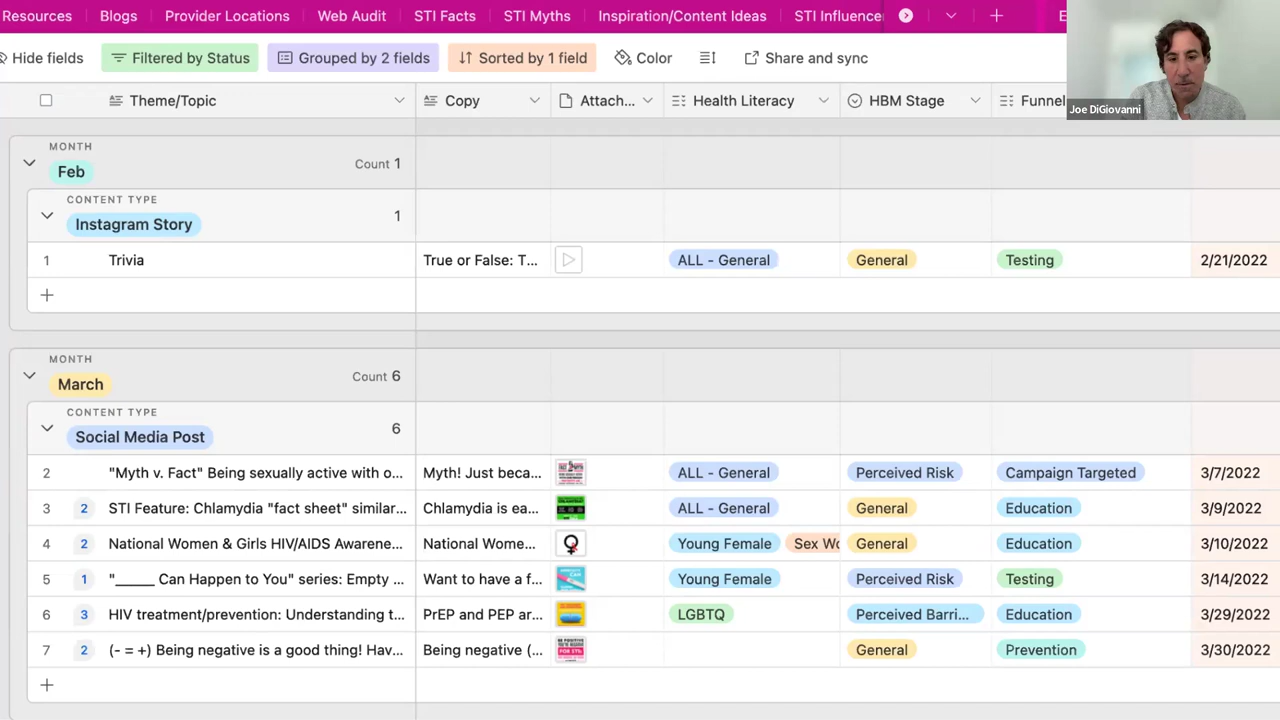 Resources Blogs Provider Locations Web Audit STI Facts STI Myths Inspiration/Content Ideas STI Influencer
Hide fields Filtered by Status Grouped by 2 fields Sorted by 1 field Color Share and sync
Joe DiGiovanni
Theme/Topic Copy Attach... Health Literacy HBM Stage Funnel
MONTH
Feb Count 1
CONTENT TYPE
Instagram Story 1
1 Trivia True or False: T... ALL - General General Testing 2/21/2022
+
MONTH
March Count 6
CONTENT TYPE
Social Media Post 6
2 "Myth v. Fact" Being sexually active with o... Myth! Just beca... ALL - General Perceived Risk Campaign Targeted 3/7/2022
3 2 STI Feature: Chlamydia "fact sheet" similar... Chlamydia is ea... ALL - General General Education 3/9/2022
4 2 National Women & Girls HIV/AIDS Awarene... National Wome... Young Female Sex Wo General Education 3/10/2022
5 1 "_____ Can Happen to You" series: Empty ... Want to have a f... Young Female Perceived Risk Testing 3/14/2022
6 3 HIV treatment/prevention: Understanding t... PrEP and PEP ar... LGBTQ Perceived Barri... Education 3/29/2022
7 2 (- = +) Being negative is a good thing! Hav... Being negative (... General Prevention 3/30/2022
+